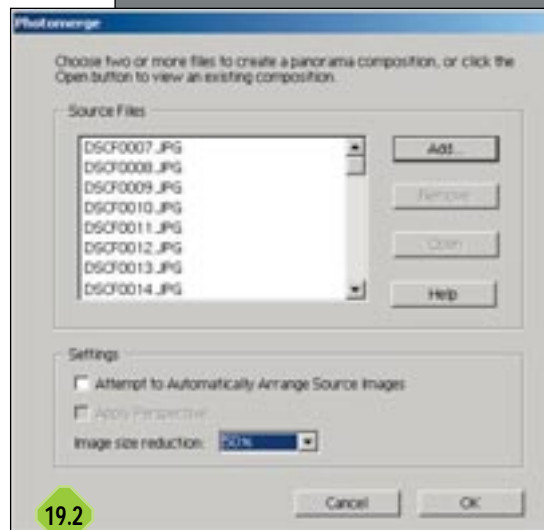 Photomerge
Choose two or more files to create a panorama composition, or click the
Open button to view an existing composition.
Source Files
DSCF0007.JPG
DSCF0008.JPG
DSCF0009.JPG
DSCF0010.JPG
DSCF0011.JPG
DSCF0012.JPG
DSCF0013.JPG
DSCF0014.JPG
Add...
Remove
Open
Help
Settings
Attempt to Automatically Arrange Source Images
Apply Perspective
Image size reduction: 50%
Cancel OK
19.2